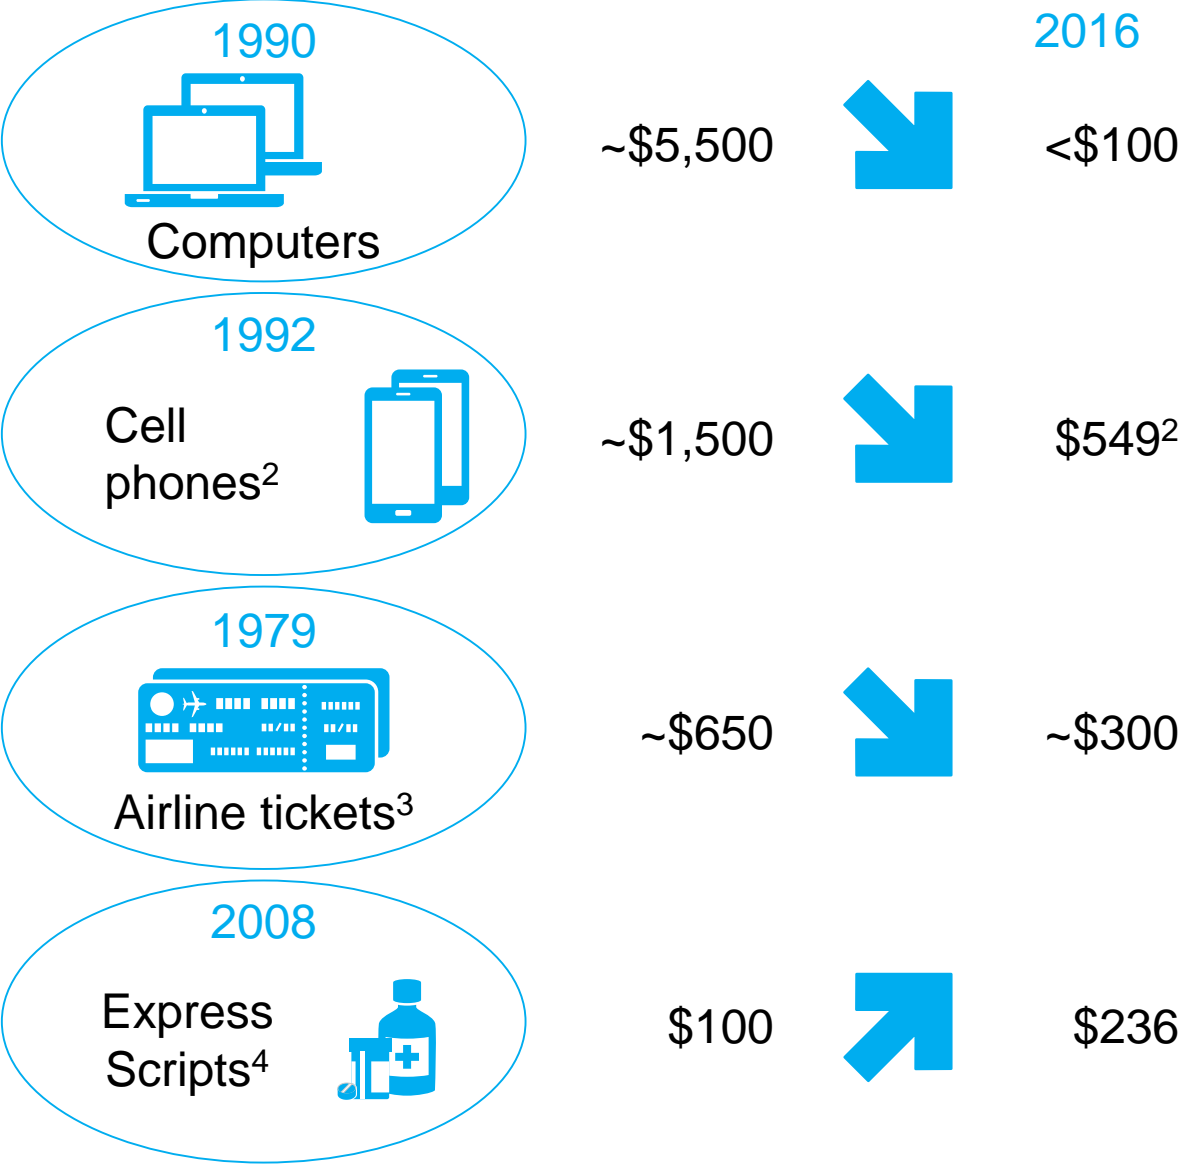 1990
2016
Computers
~$5,500
<$100
1992
Cell
phones²
~$1,500
$549²
1979
Airline tickets³
~$650
~$300
2008
Express
Scripts⁴
$100
$236